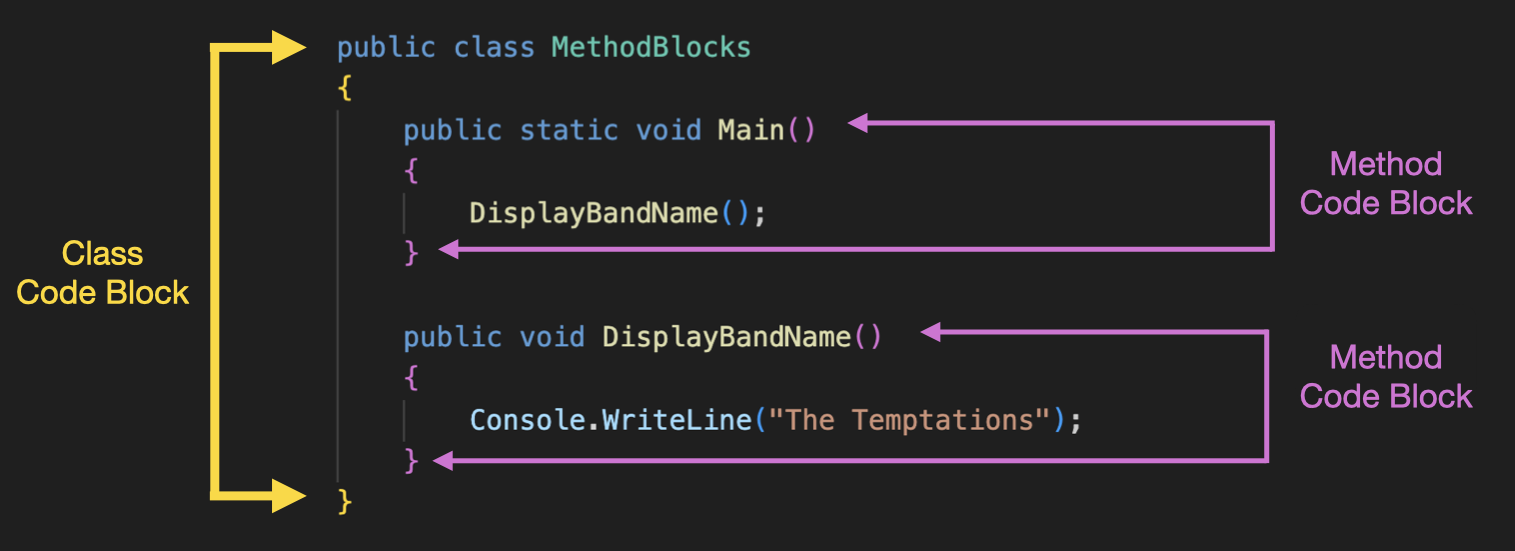 public class MethodBlocks
{
public static void Main()
{
DisplayBandName();
}
public void DisplayBandName()
{
Console.WriteLine("The Temptations");
}
}
Class
Code Block
Method
Code Block
Method
Code Block